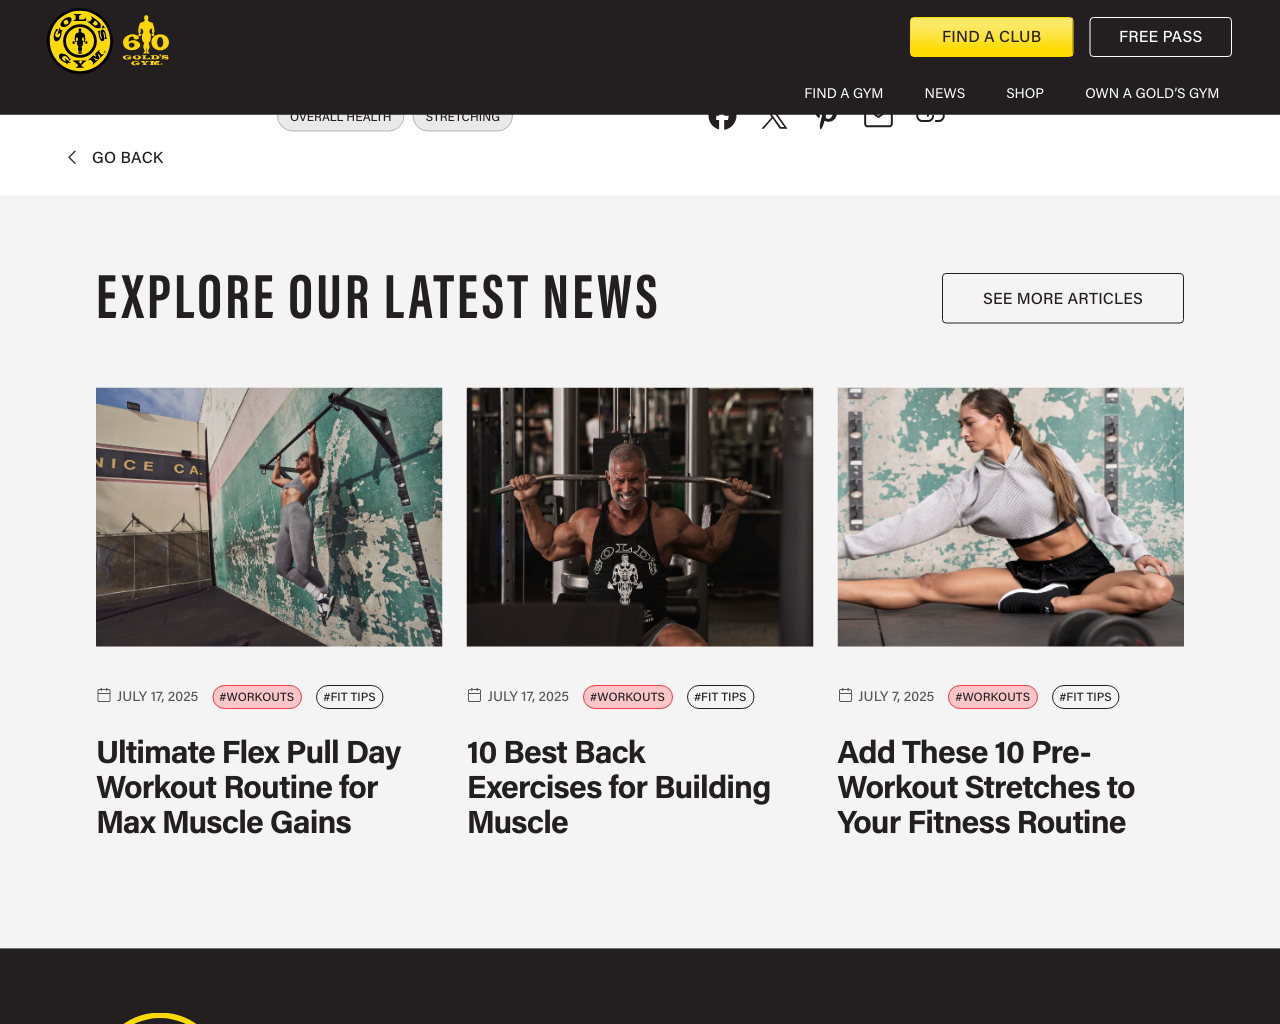 GOLD'S GYM
60
GOLD'S
GYM
FIND A CLUB
FREE PASS
FIND A GYM
NEWS
SHOP
OWN A GOLD'S GYM
OVERALL HEALTH
STRETCHING
GO BACK
EXPLORE OUR LATEST NEWS
SEE MORE ARTICLES
NICE CA.
GOLD'S
JULY 17, 2025
#WORKOUTS
#FIT TIPS
Ultimate Flex Pull Day
Workout Routine for
Max Muscle Gains
JULY 17, 2025
#WORKOUTS
#FIT TIPS
10 Best Back
Exercises for Building
Muscle
JULY 7, 2025
#WORKOUTS
#FIT TIPS
Add These 10 Pre-
Workout Stretches to
Your Fitness Routine